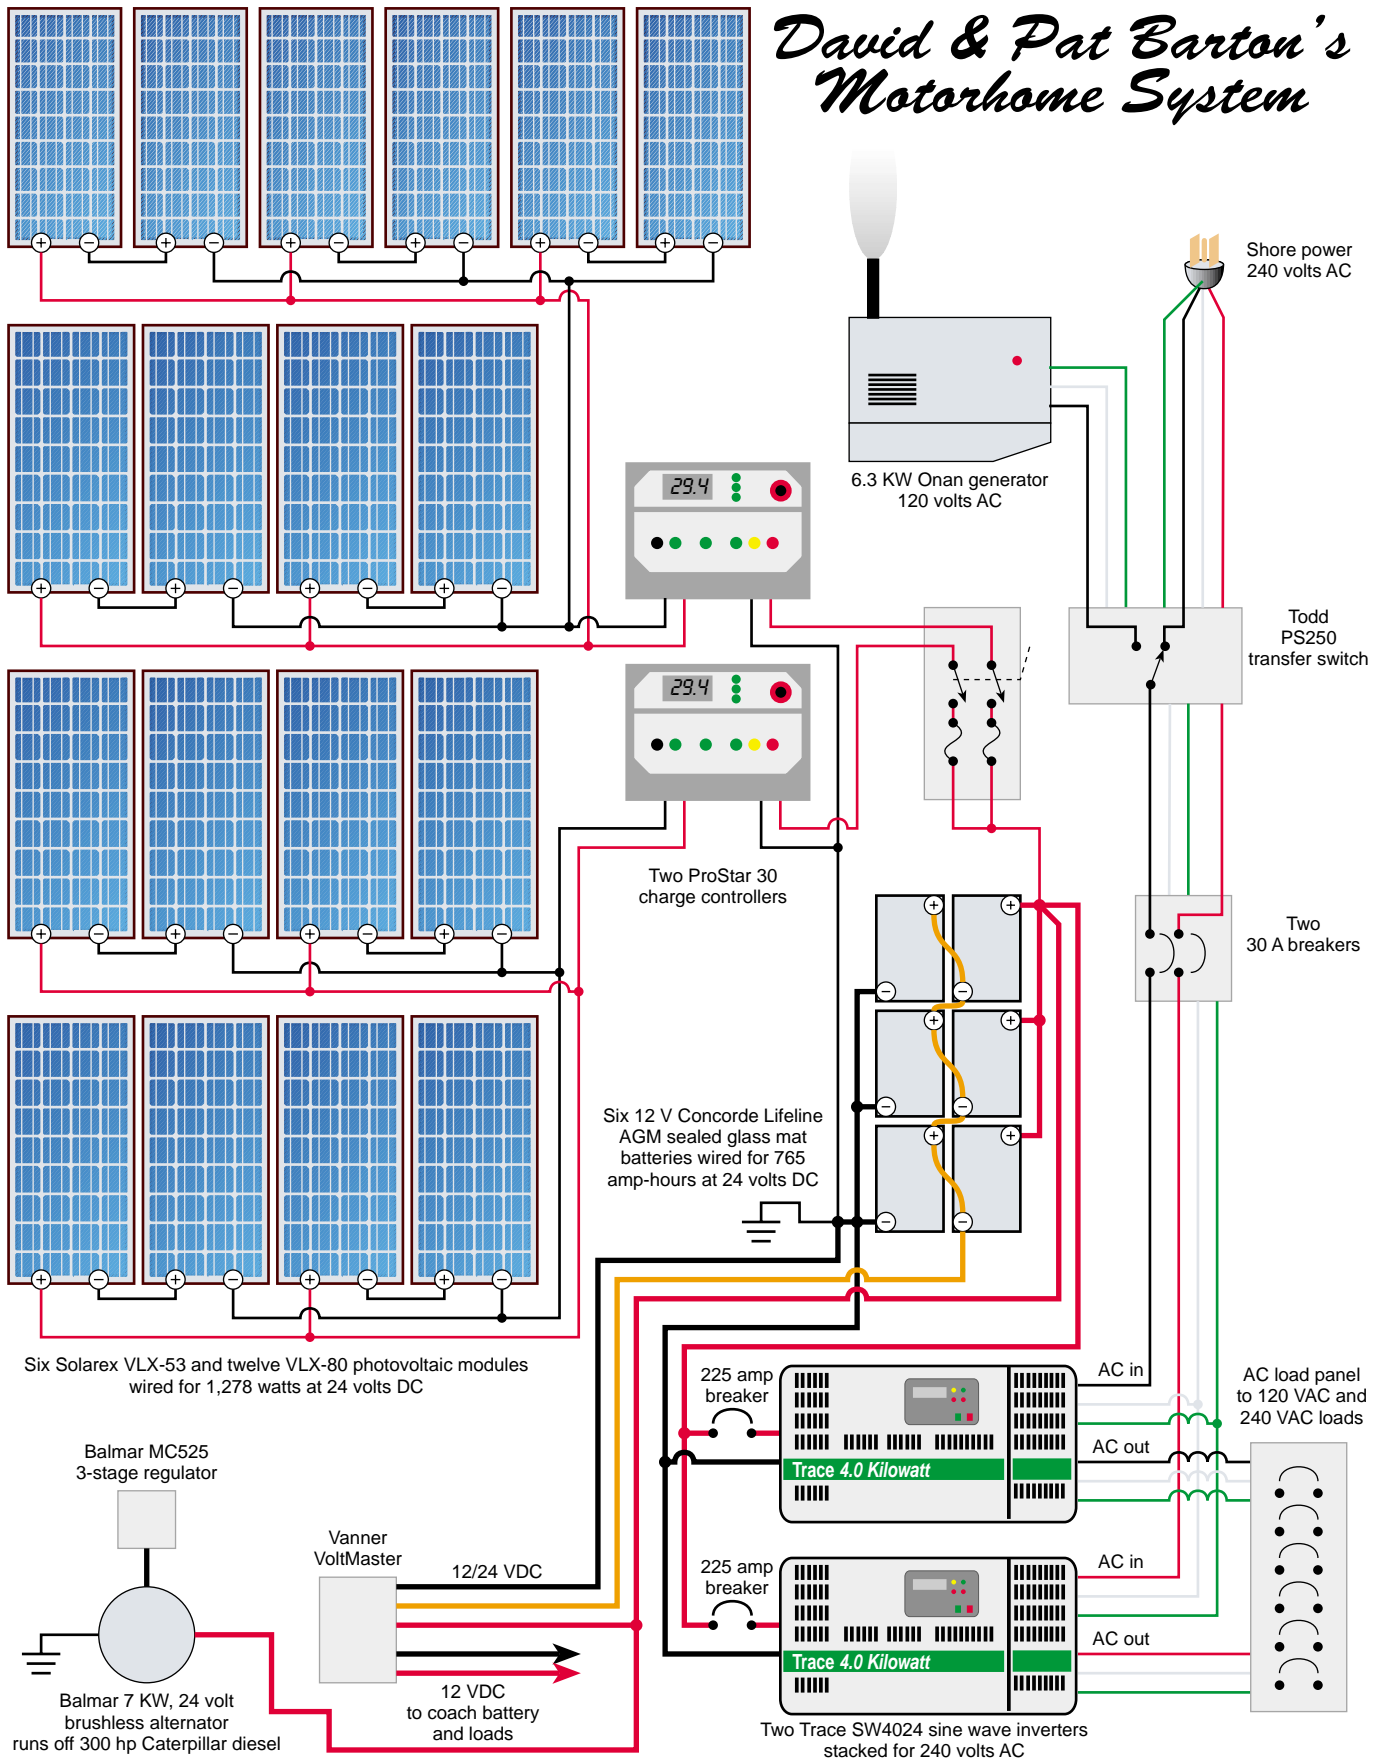 David & Pat Barton's
Motorhome System
Shore power
240 volts AC
6.3 KW Onan generator
120 volts AC
29.4
Todd
PS250
transfer switch
29.4
Two ProStar 30
charge controllers
Two
30 A breakers
Six 12 V Concorde Lifeline
AGM sealed glass mat
batteries wired for 765
amp-hours at 24 volts DC
Six Solarex VLX-53 and twelve VLX-80 photovoltaic modules
wired for 1,278 watts at 24 volts DC
225 amp
breaker
AC in
AC load panel
to 120 VAC and
240 VAC loads
AC out
Trace 4.0 Kilowatt
Balmar MC525
3-stage regulator
Vanner
VoltMaster
12/24 VDC
225 amp
breaker
AC in
AC out
Trace 4.0 Kilowatt
12 VDC
to coach battery
and loads
Balmar 7 KW, 24 volt
brushless alternator
runs off 300 hp Caterpillar diesel
Two Trace SW4024 sine wave inverters
stacked for 240 volts AC